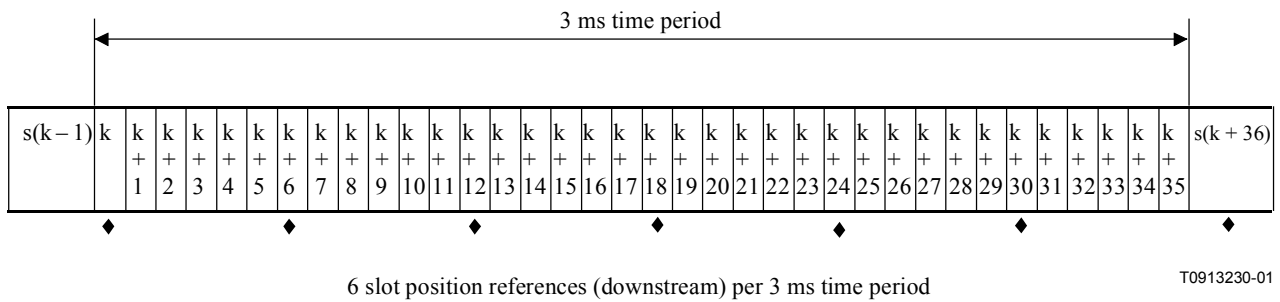 3 ms time period
s(k – 1) k k k k k k k k k k k k k k k k k k k k k k k k k k k k k k k k k k k k s(k + 36)
+ + + + + + + + + + + + + + + + + + + + + + + + + + + + + + + + + + +
1 2 3 4 5 6 7 8 9 10 11 12 13 14 15 16 17 18 19 20 21 22 23 24 25 26 27 28 29 30 31 32 33 34 35
6 slot position references (downstream) per 3 ms time period
T0913230-01